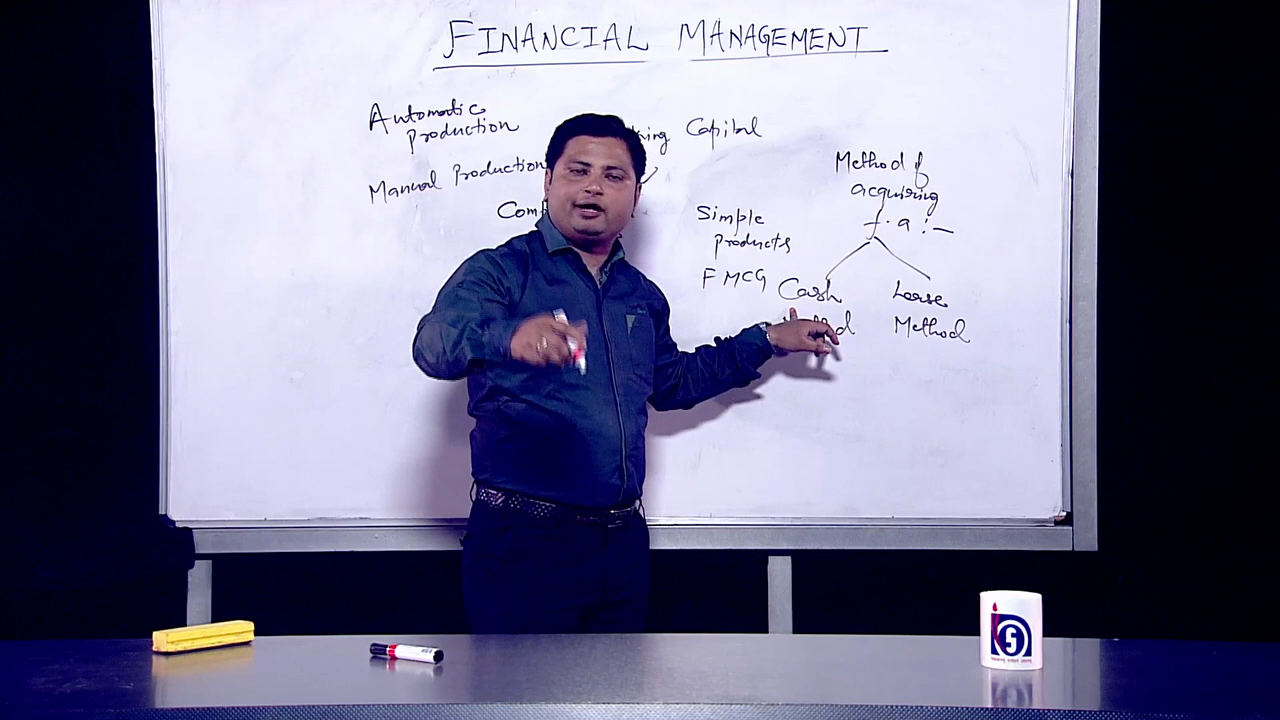 FINANCIAL MANAGEMENT
Automatic
production
Capital
Manual Production
Method of
acquiring
f.a
Simple
products
FMCG
Cash
Lease
Method